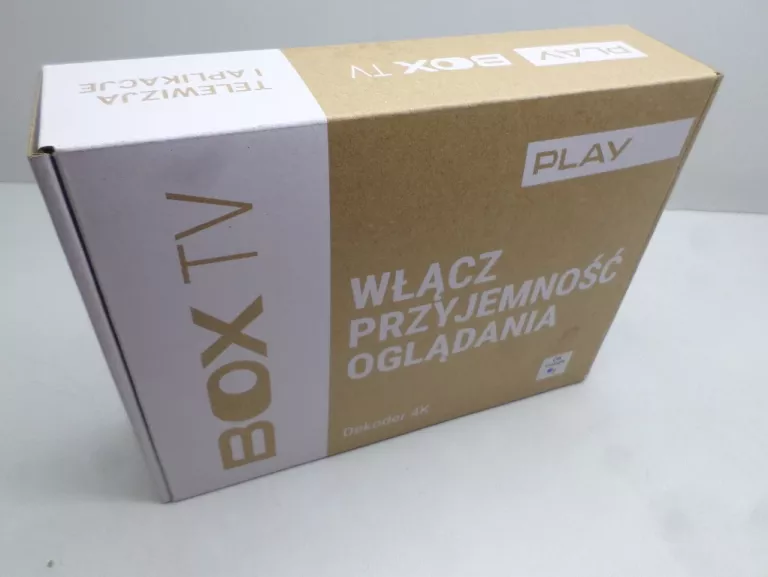 TELEWIZJA
I APLIKACJE
PLAY BOX TV
BOX TV
PLAY
WŁĄCZ
PRZYJEMNOŚĆ
OGLĄDANIA
Dekoder 4K